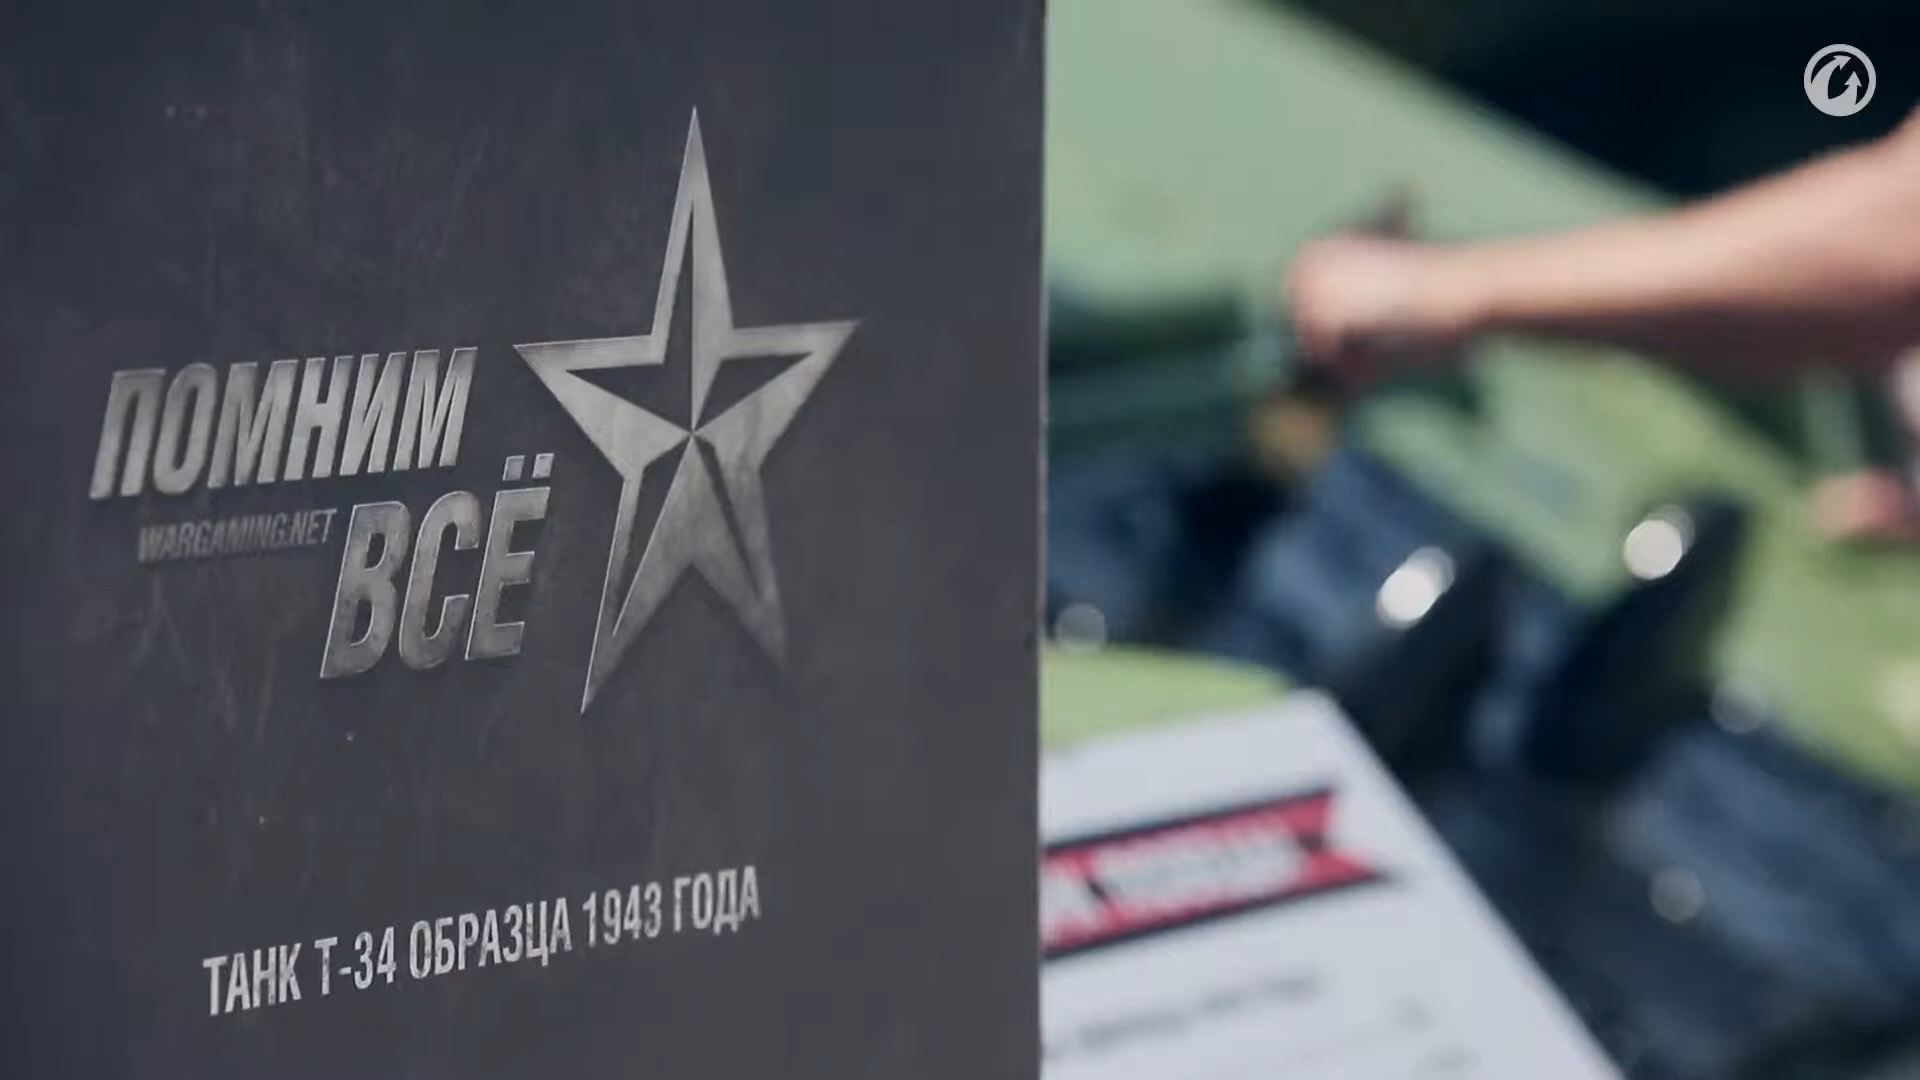 ПОМНИМ
WARGAMING.NET
ВСЁ
ТАНК Т-34 ОБРАЗЦА 1943 ГОДА